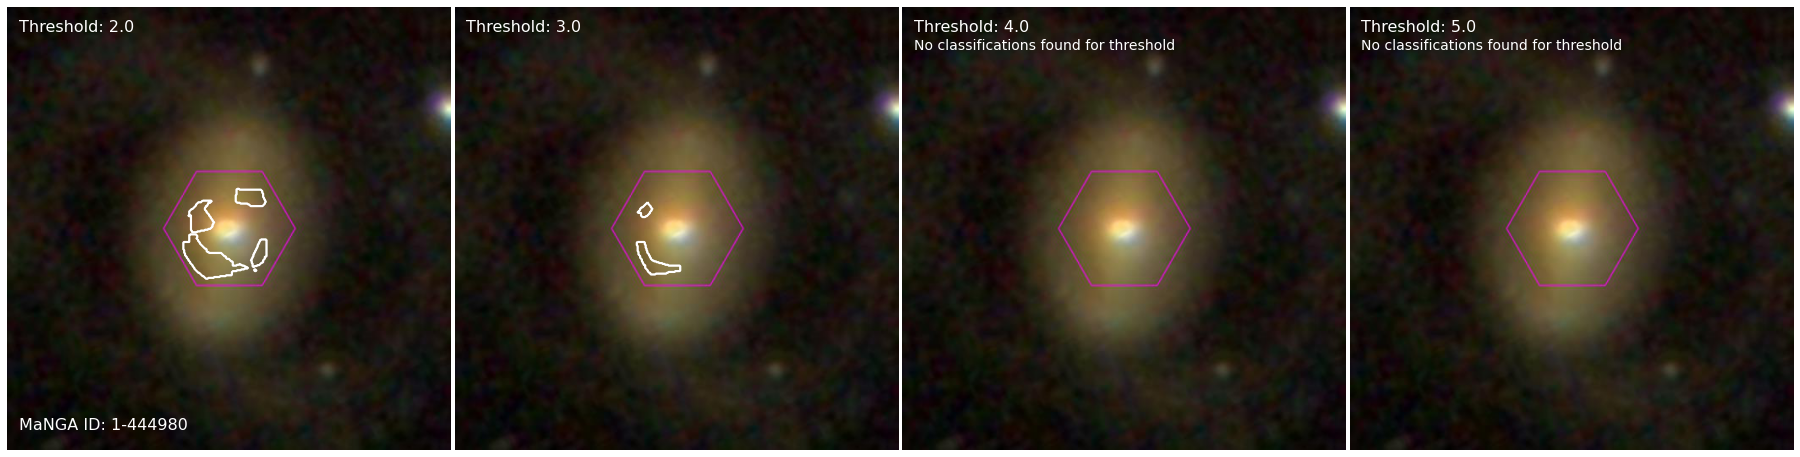 Threshold: 2.0
MaNGA ID: 1-444980
Threshold: 3.0
Threshold: 4.0
No classifications found for threshold
Threshold: 5.0
No classifications found for threshold